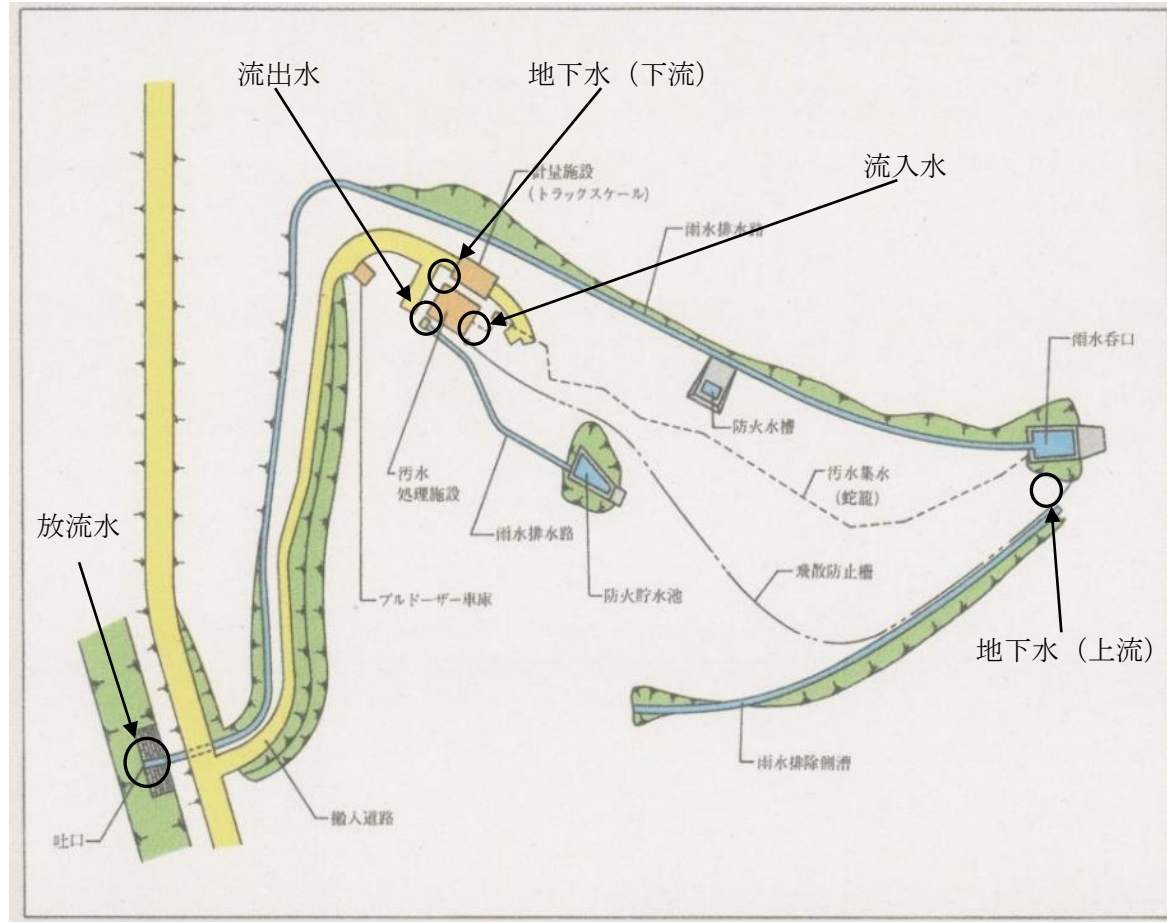 流出水
地下水（下流）
流入水
計量施設
(トラックスケール)
雨水排水路
雨水呑口
防火水槽
汚水集水
(蛇籠)
汚水
処理施設
雨水排水路
放流水
飛散防止柵
ブルドーザー車庫
防火貯水池
地下水（上流）
雨水排除側溝
搬入道路
吐口